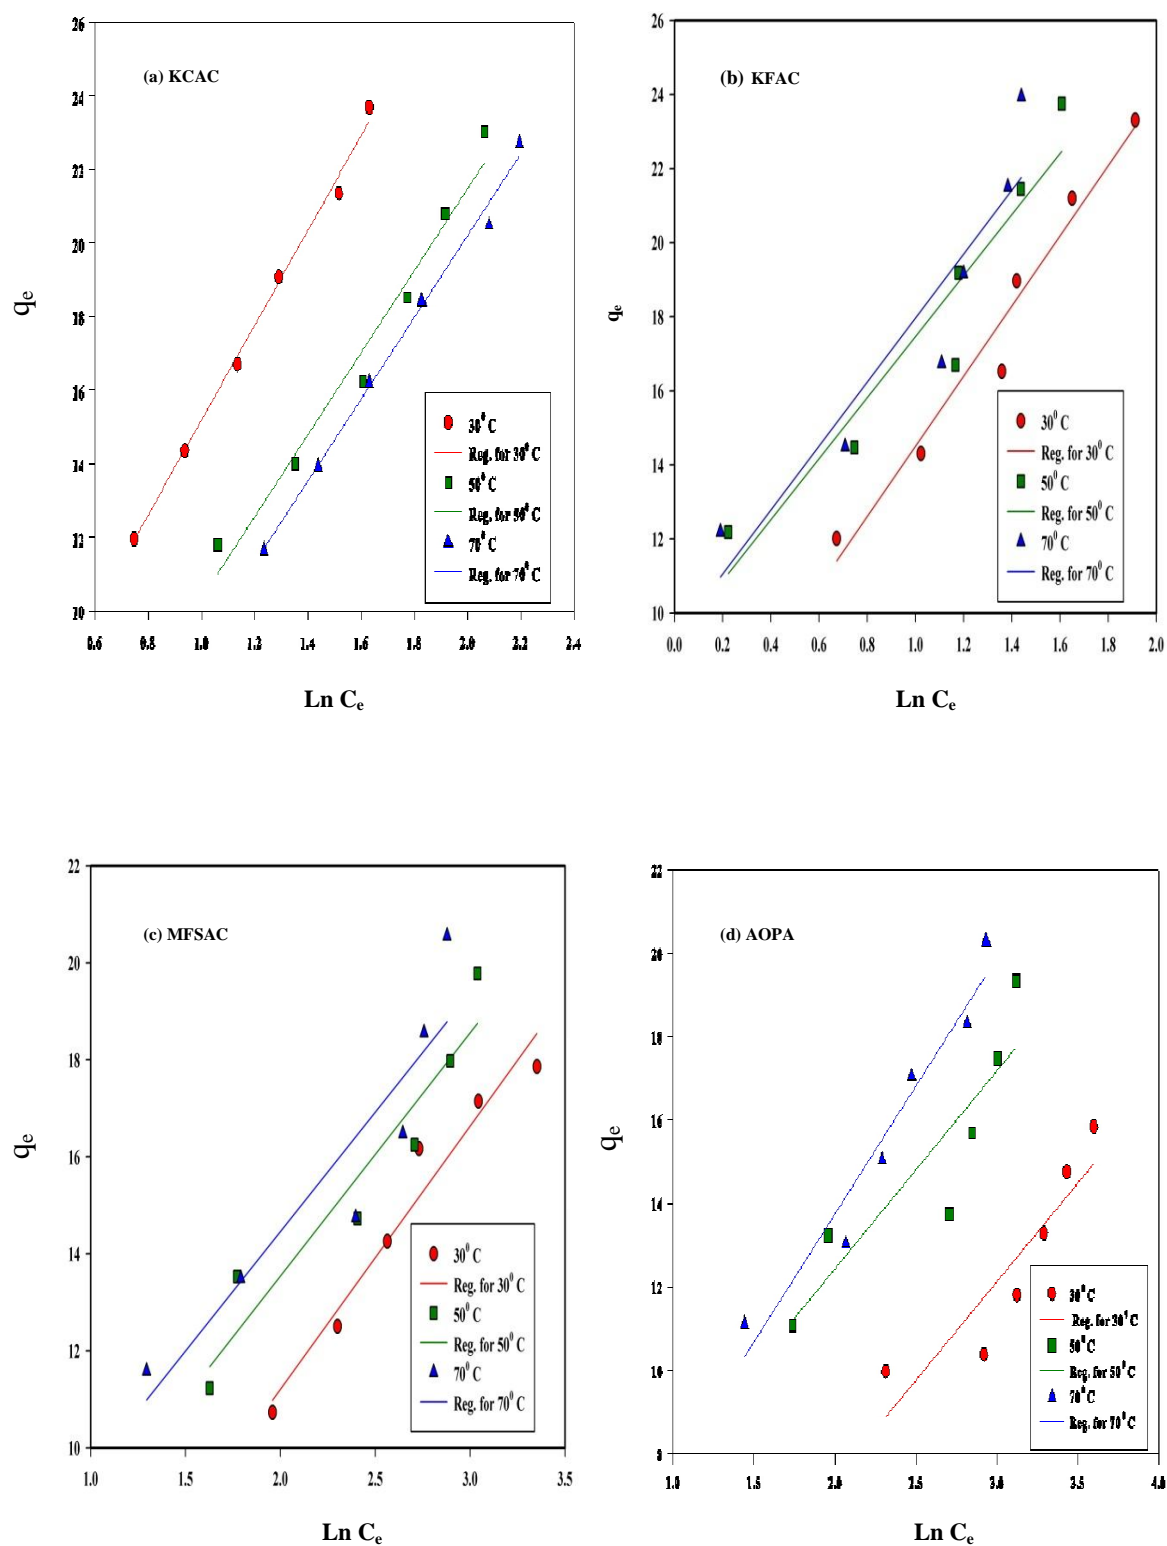 (a) KCAC
26
24
22
20
18
16
14
12
10
q_e
0.6 0.8 1.0 1.2 1.4 1.6 1.8 2.0 2.2 2.4
Ln C_e
30⁰ C
Reg. for 30⁰ C
50⁰ C
Reg. for 50⁰ C
70⁰ C
Reg. for 70⁰ C
(b) KFAC
26
24
22
20
18
16
14
12
10
q_e
0.0 0.2 0.4 0.6 0.8 1.0 1.2 1.4 1.6 1.8 2.0
Ln C_e
30⁰ C
Reg. for 30⁰ C
50⁰ C
Reg. for 50⁰ C
70⁰ C
Reg. for 70⁰ C
(c) MFSAC
22
20
18
16
14
12
10
q_e
1.0 1.5 2.0 2.5 3.0 3.5
Ln C_e
30⁰ C
Reg. for 30⁰ C
50⁰ C
Reg. for 50⁰ C
70⁰ C
Reg. for 70⁰ C
(d) AOPA
22
20
18
16
14
12
10
8
q_e
1.0 1.5 2.0 2.5 3.0 3.5 4.0
Ln C_e
30⁰ C
Reg. for 30⁰ C
50⁰ C
Reg. for 50⁰ C
70⁰ C
Reg. for 70⁰ C